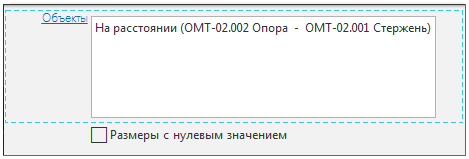 Объекты
На расстоянии (ОМТ-02.002 Опора - ОМТ-02.001 Стержень)
Размеры с нулевым значением